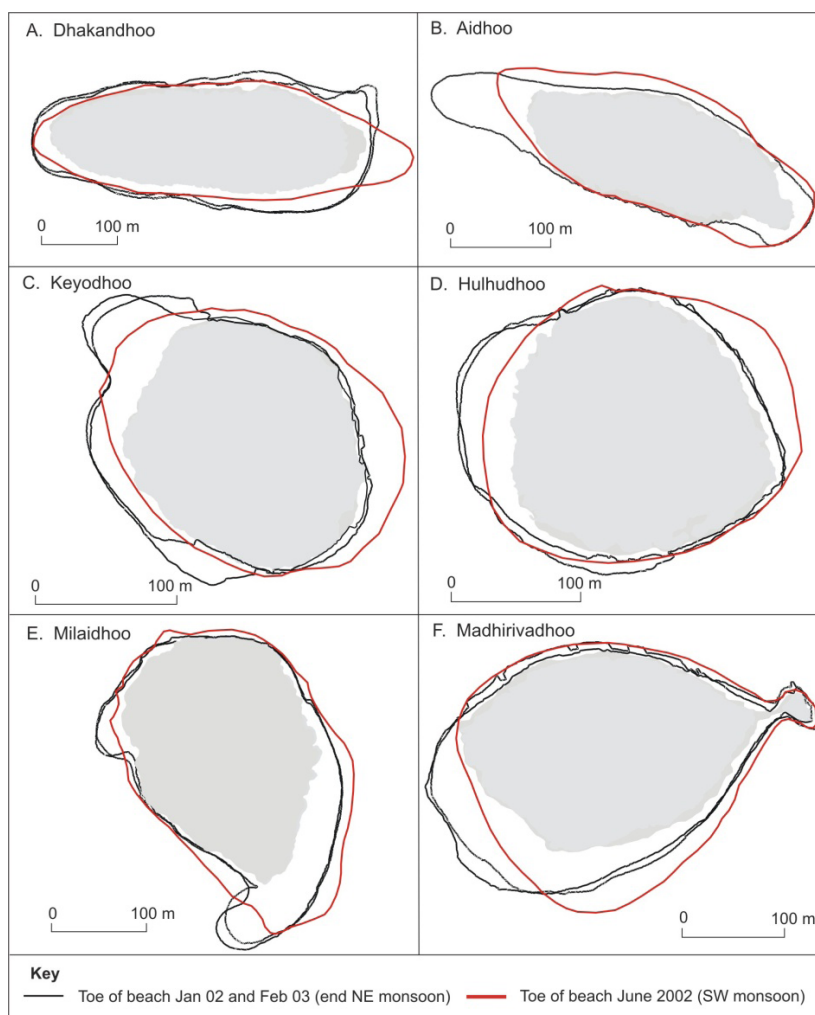 A. Dhakandhoo
0 100 m
B. Aidhoo
0 100 m
C. Keyodhoo
0 100 m
D. Hulhudhoo
0 100 m
E. Milaidhoo
0 100 m
F. Madhirivadhoo
0 100 m
Key
Toe of beach Jan 02 and Feb 03 (end NE monsoon) Toe of beach June 2002 (SW monsoon)